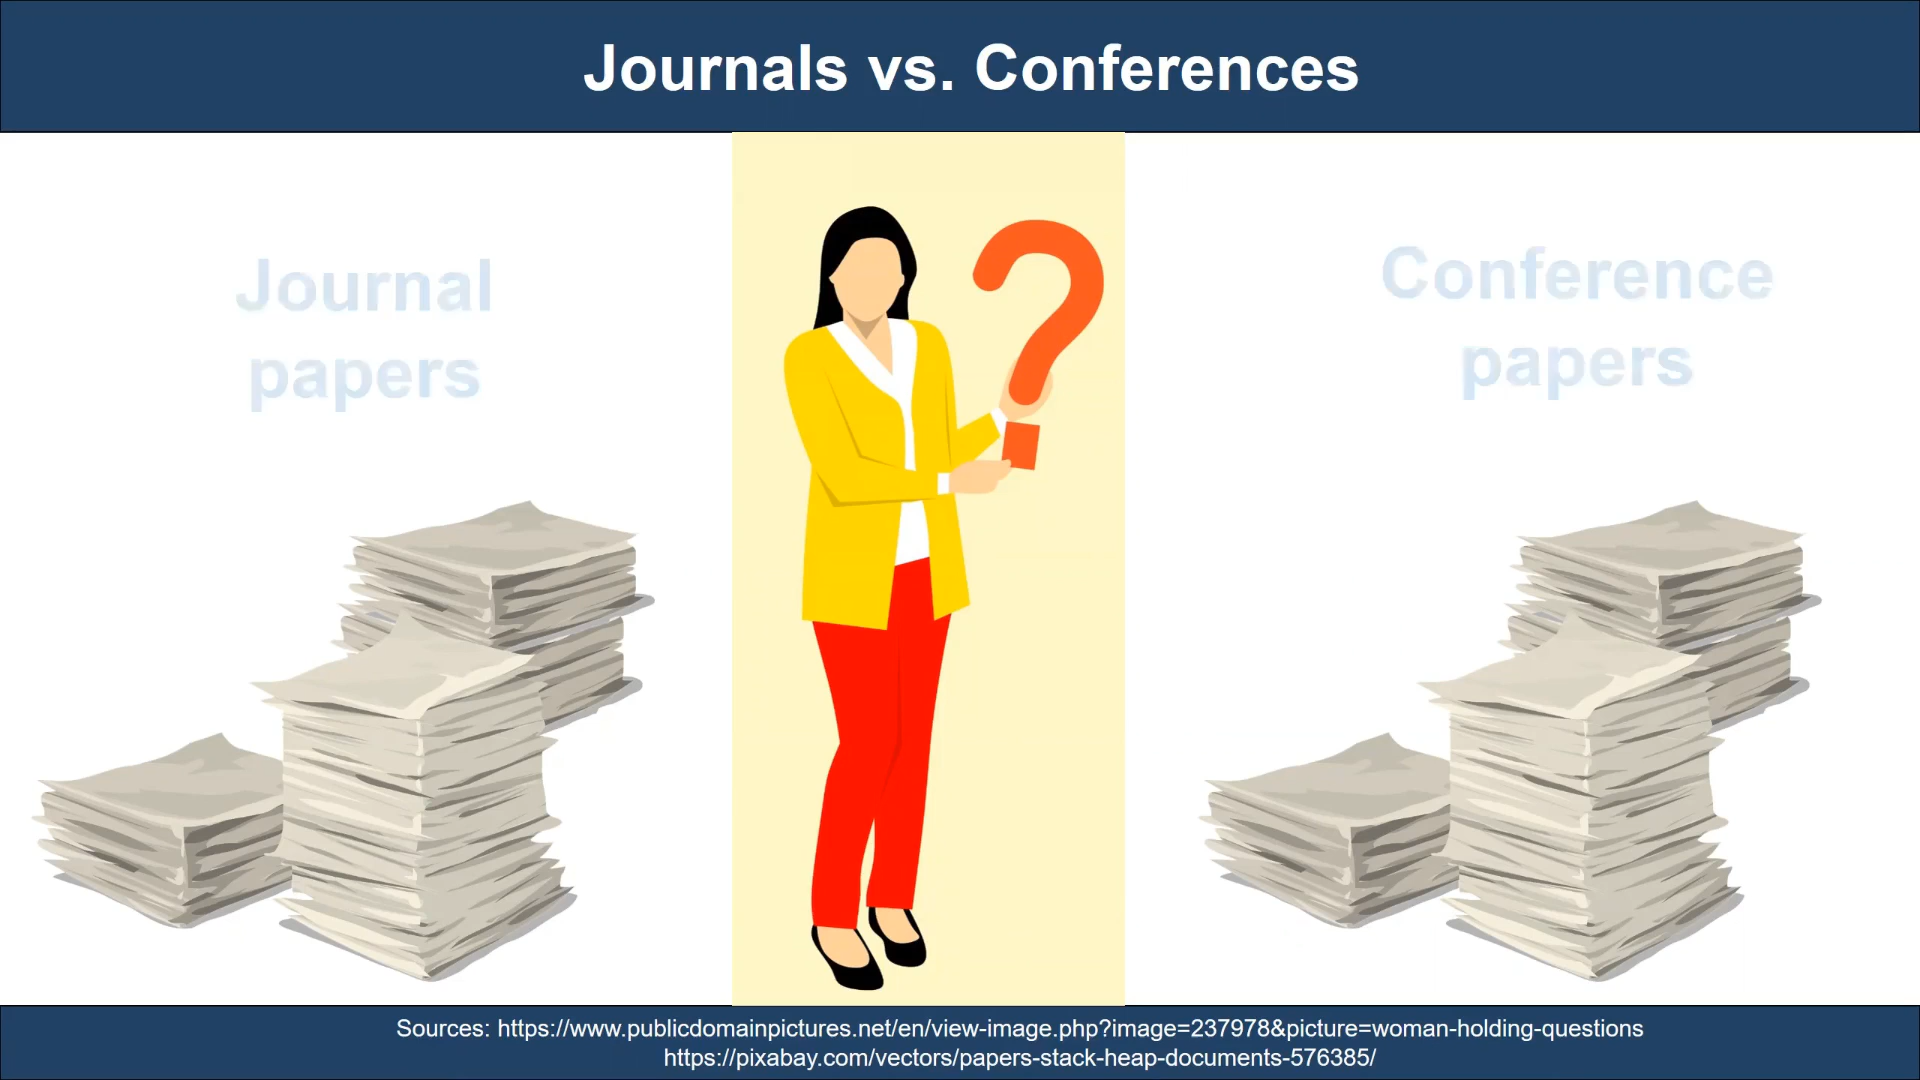 Journals vs. Conferences
Journal
papers
Conference
papers
Sources: https://www.publicdomainpictures.net/en/view-image.php?image=237978&picture=woman-holding-questions
https://pixabay.com/vectors/papers-stack-heap-documents-576385/